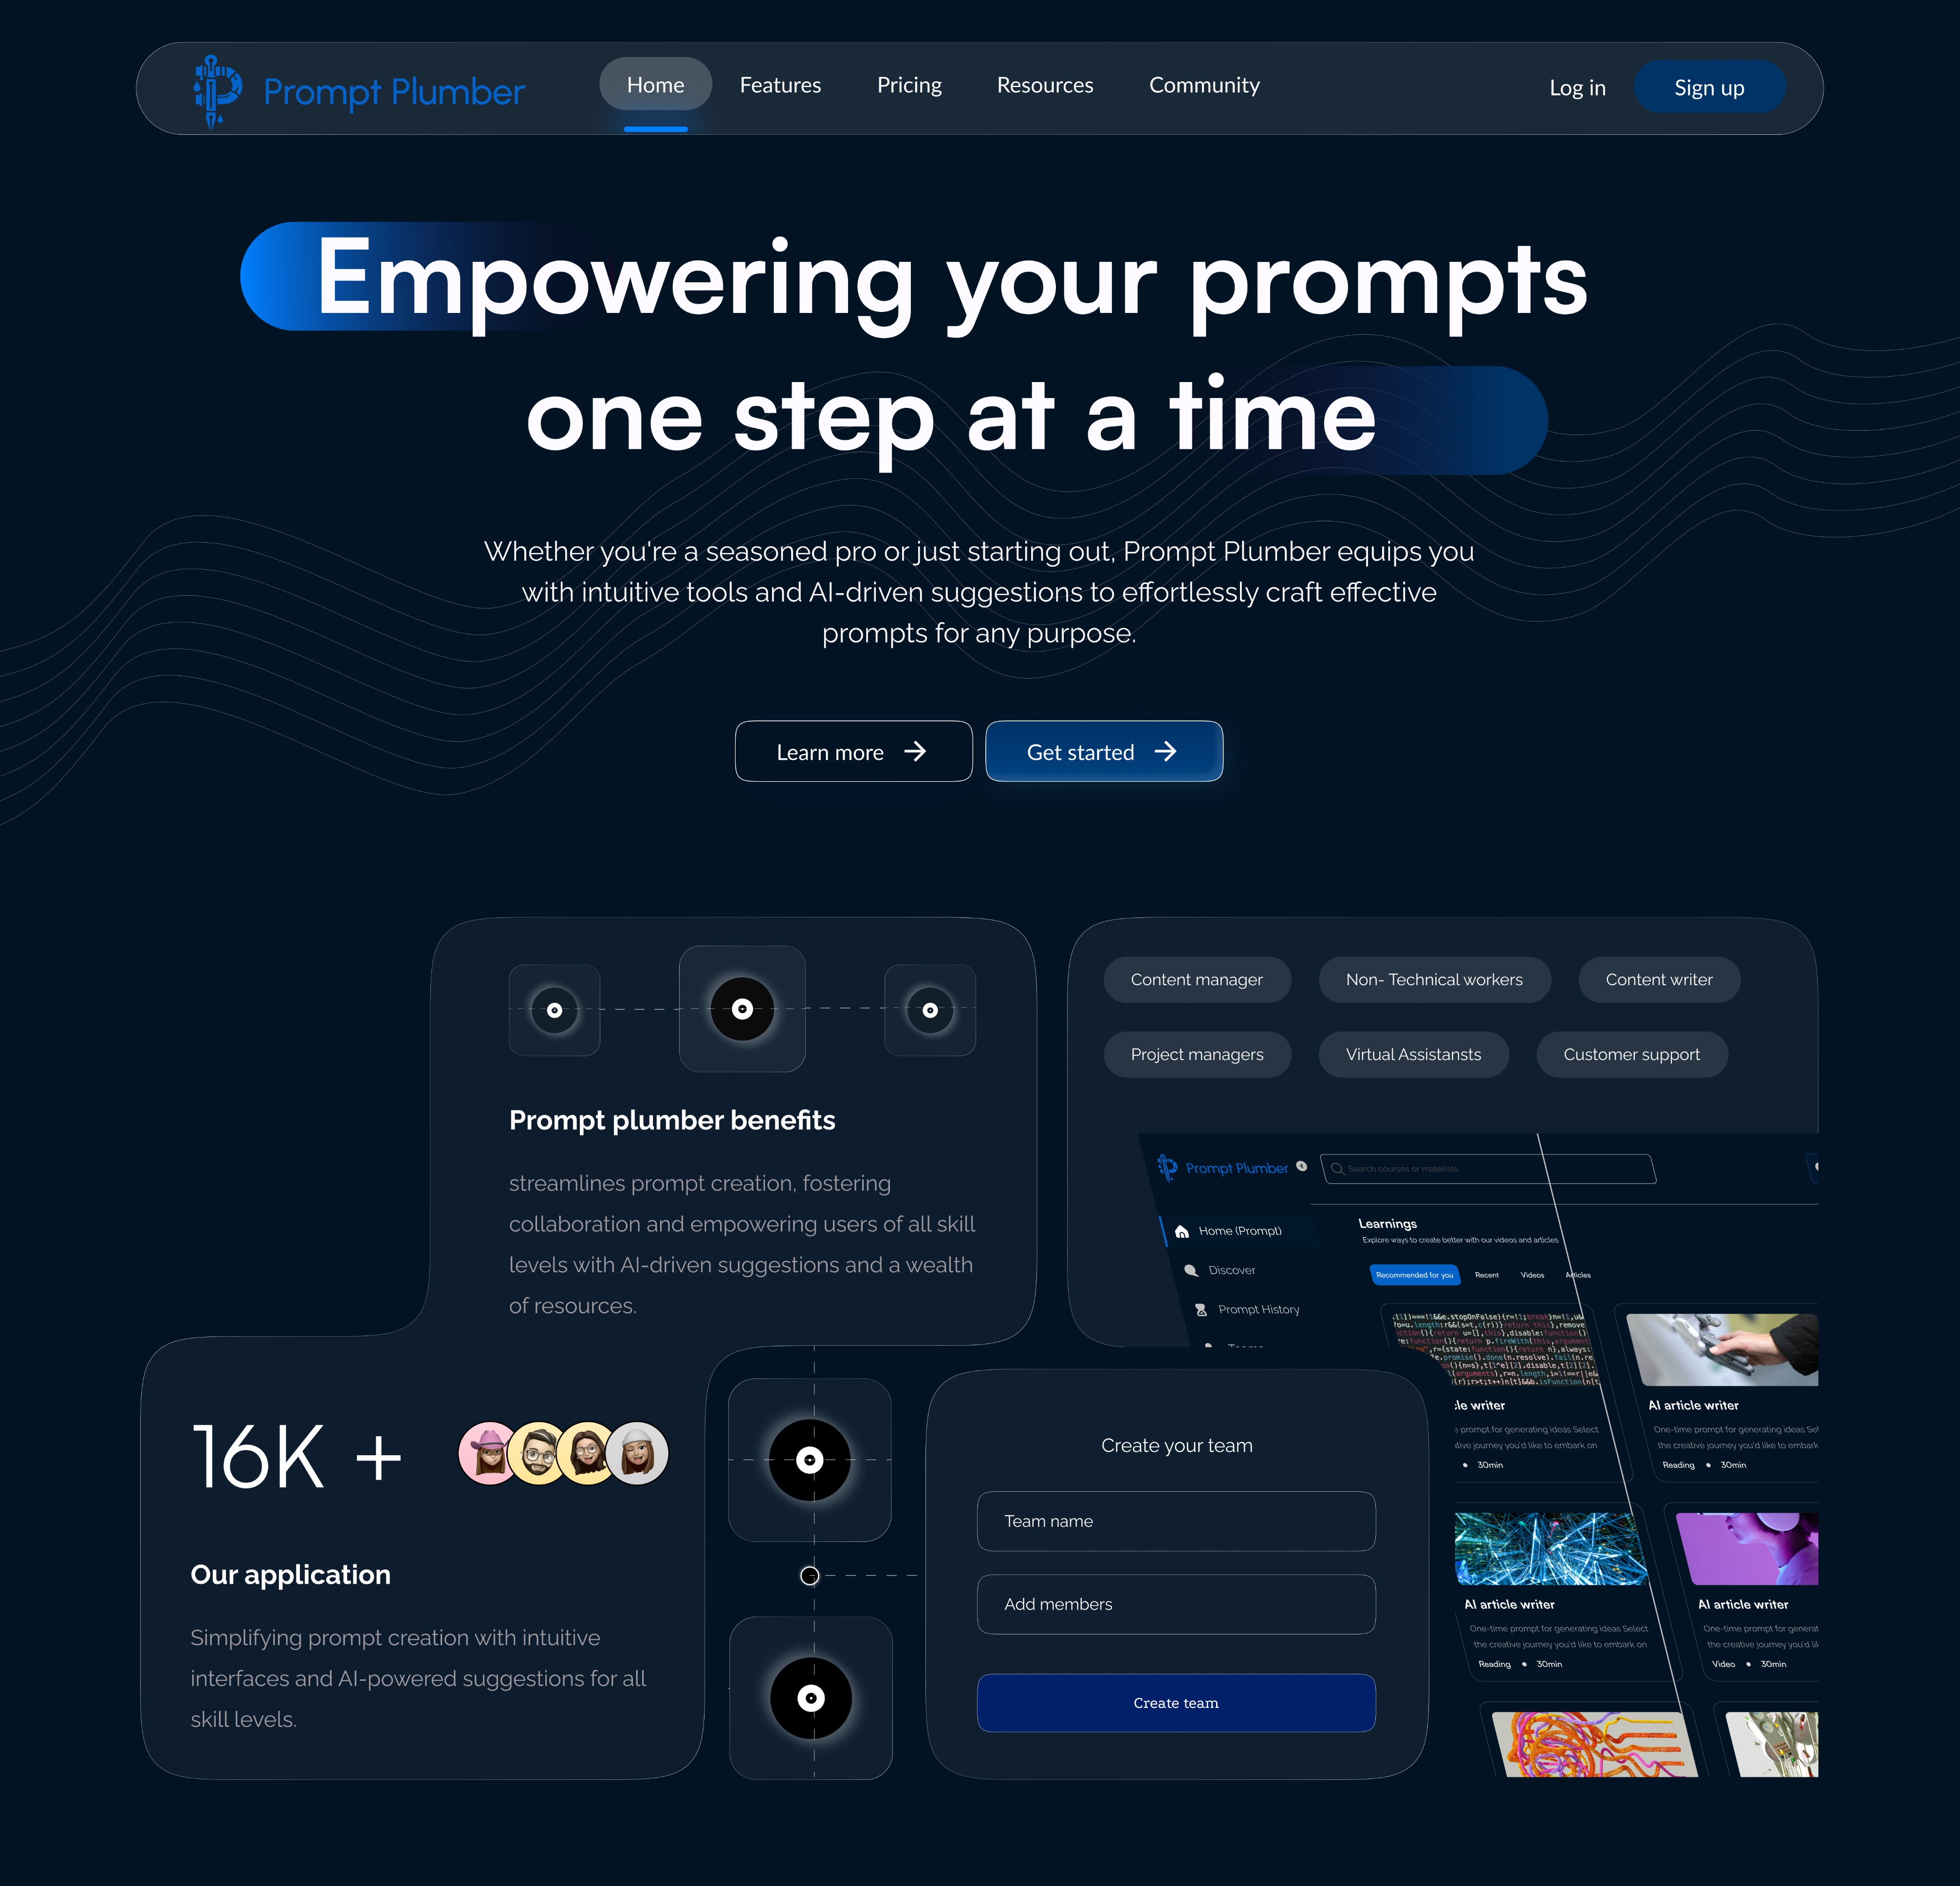 Prompt Plumber
Home
Features
Pricing
Resources
Community
Log in
Sign up
Empowering your prompts
one step at a time
Whether you're a seasoned pro or just starting out, Prompt Plumber equips you
with intuitive tools and AI-driven suggestions to effortlessly craft effective
prompts for any purpose.
Learn more
Get started
Prompt plumber benefits
streamlines prompt creation, fostering
collaboration and empowering users of all skill
levels with AI-driven suggestions and a wealth
of resources.
Content manager
Non- Technical workers
Content writer
Project managers
Virtual Assistansts
Customer support
Prompt Plumber
Search courses or materials
Home (Prompt)
Discover
Prompt History
Learnings
Explore ways to create better with our videos and articles
Recommended for you
Recent
Videos
Articles
cle writer
prompt for generating ideas Select
journey you'd like to embark on
30min
AI article writer
One-time prompt for generating ideas Sel
the creative journey you'd like to embark
Reading
30min
AI article writer
One-time prompt for generating ideas Select
the creative journey you'd like to embark on
Reading
30min
AI article writer
One-time prompt for generat
the creative journey you'd lik
Video
30min
16K +
Our application
Simplifying prompt creation with intuitive
interfaces and AI-powered suggestions for all
skill levels.
Create your team
Team name
Add members
Create team